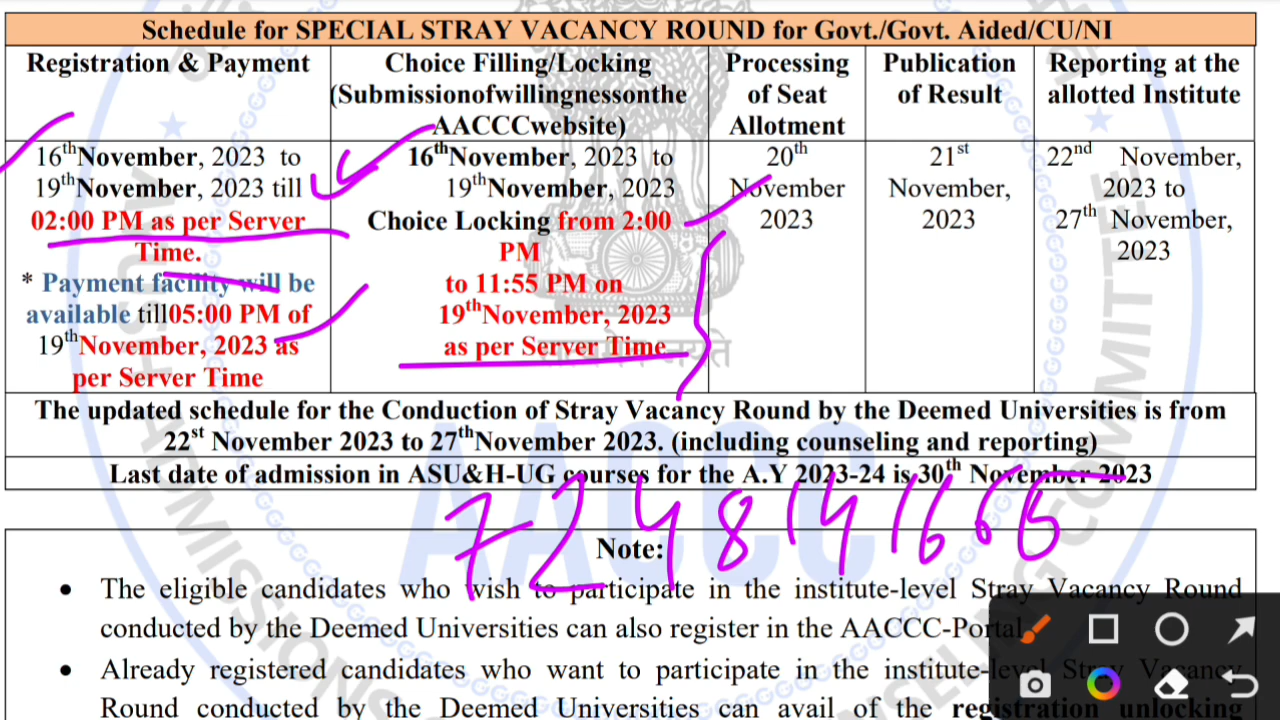 Schedule for SPECIAL STRAY VACANCY ROUND for Govt./Govt. Aided/CU/NI
Registration & Payment
Choice Filling/Locking
(Submissionofwillingnessonthe
AACCCwebsite)
Processing
of Seat
Allotment
Publication
of Result
Reporting at the
allotted Institute
16th November, 2023 to
19th November, 2023 till
02:00 PM as per Server
Time.
* Payment facility will be
available till05:00 PM of
19th November, 2023 as
per Server Time
16th November, 2023 to
19th November, 2023
Choice Locking from 2:00
PM
to 11:55 PM on
19th November, 2023
as per Server Time
20th
November
2023
21st
November,
2023
22nd November,
2023 to
27th November,
2023
The updated schedule for the Conduction of Stray Vacancy Round by the Deemed Universities is from
22st November 2023 to 27thNovember 2023. (including counseling and reporting)
Last date of admission in ASU&H-UG courses for the A.Y 2023-24 is 30th November 2023
Note:
• The eligible candidates who wish to participate in the institute-level Stray Vacancy Round
conducted by the Deemed Universities can also register in the AACCC-Portal.
• Already registered candidates who want to participate in the institute-level Stray Vacancy
Round conducted by the Deemed Universities can avail of the registration unlocking
AACCC